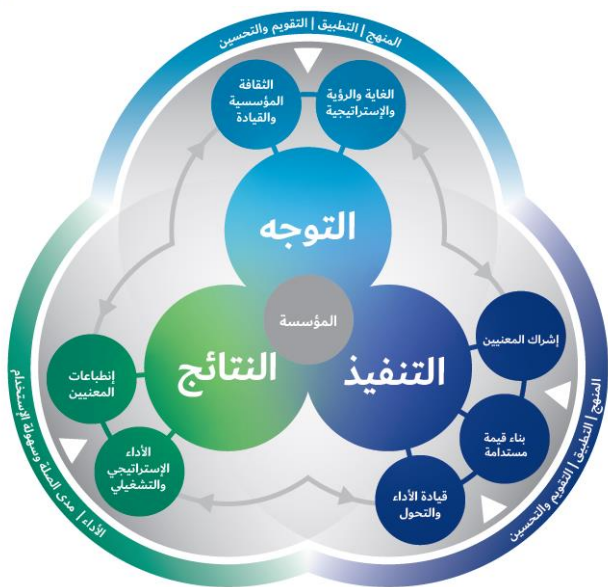 المنهج | التطبيق | التقويم والتحسين
الغاية والرؤية
والإستراتيجية
الثقافة
المؤسسية
والقيادة
التوجه
المؤسسة
التنفيذ
إشراك المعنيين
بناء قيمة
مستدامة
قيادة الأداء
والتحول
المنهج | التطبيق | التقويم والتحسين
النتائج
إنطباعات
المعنيين
الأداء
الإستراتيجي
والتشغيلي
الأداء | مدى الصلة وسهولة الإستخدام